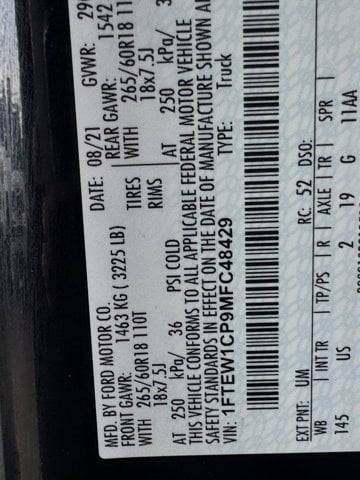 MFD. BY FORD MOTOR CO.
DATE: 08/21 GVWR: 290
FRONT GAWR: 1463 KG ( 3225 LB) REAR GAWR: 1542
WITH 265/60R18 110T TIRES WITH 265/60R18 11
18x7.5J RIMS 18x7.5J
AT 250 kPa/ 36 PSI COLD AT 250 kPa/ 3
THIS VEHICLE CONFORMS TO ALL APPLICABLE FEDERAL MOTOR VEHICLE
SAFETY STANDARDS IN EFFECT ON THE DATE OF MANUFACTURE SHOWN A
VIN: 1FTEW1CP9MFC48429 TYPE: Truck
EXT PNT: UM RC: 52 DSO:
WB INT TR TP/PS R AXLE TR SPR
145 US 2 19 G 11AA